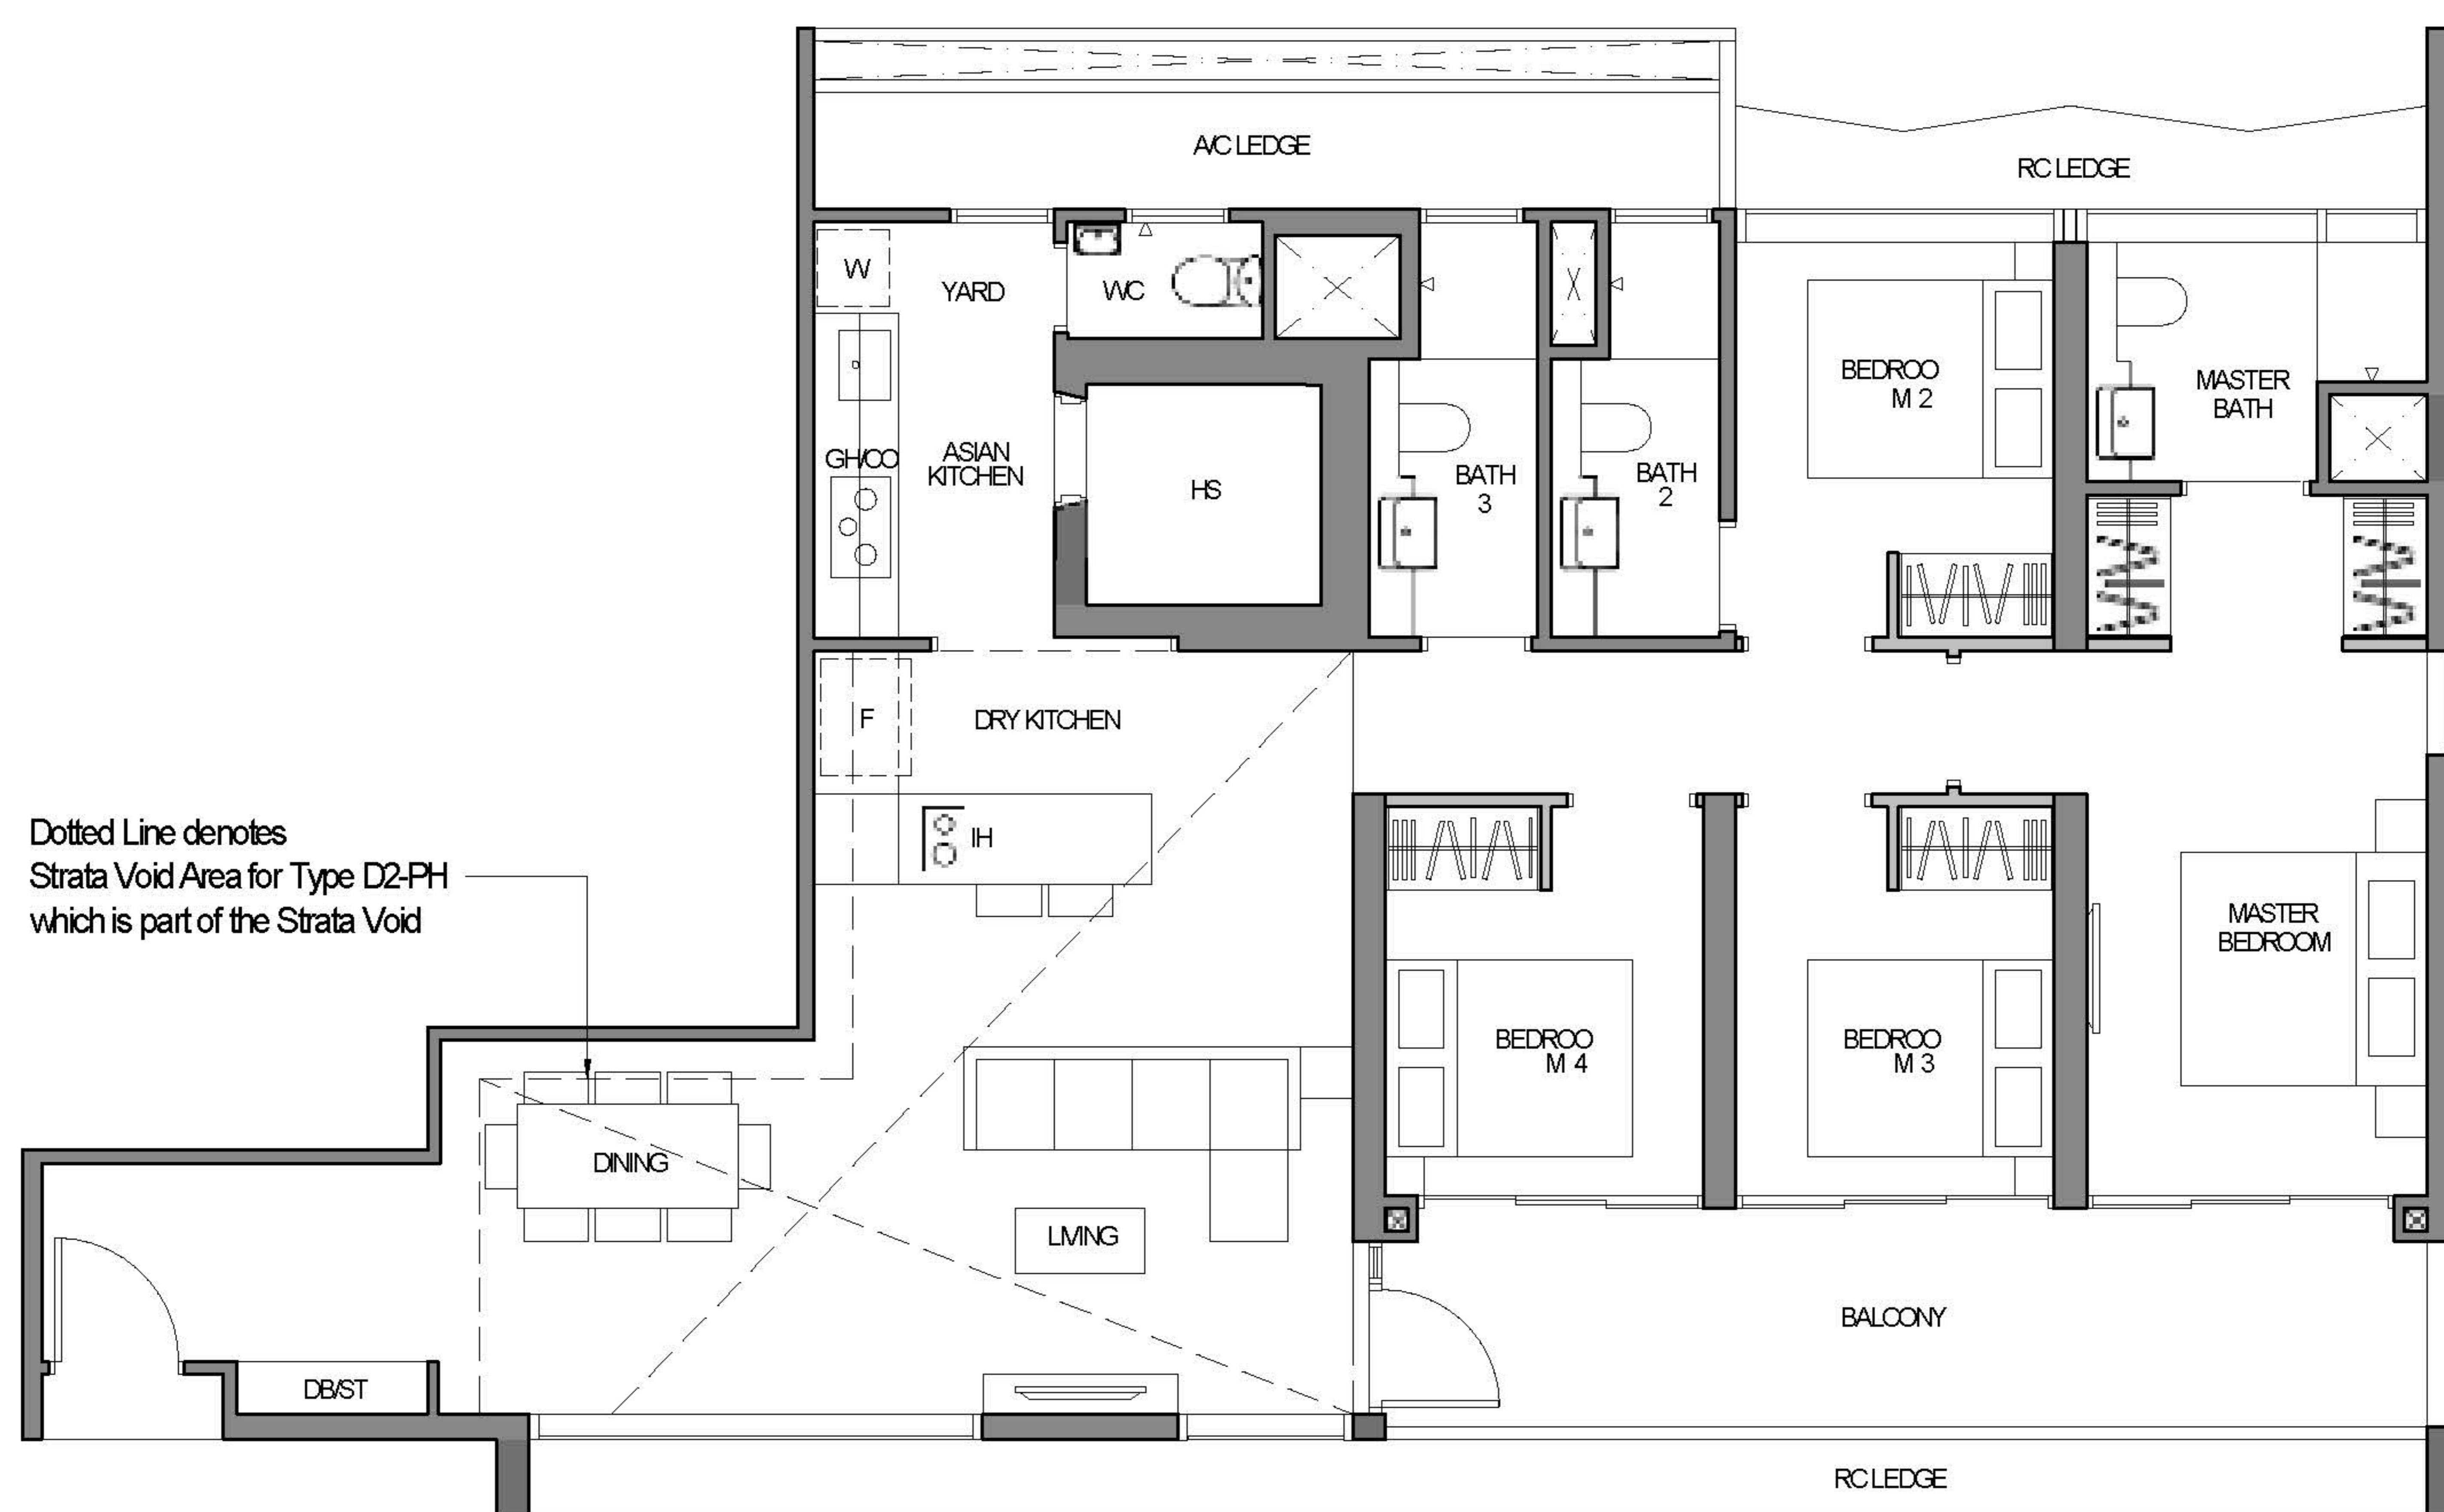 A/C LEDGE
RC LEDGE
W
YARD
WC
BEDROO
M 2
MASTER
BATH
GH/CO
ASIAN
KITCHEN
HS
BATH
3
BATH
2
F
DRY KITCHEN
IH
Dotted Line denotes
Strata Void Area for Type D2-PH
which is part of the Strata Void
MASTER
BEDROOM
BEDROO
M 4
BEDROO
M 3
DINING
LIVING
BALCONY
DB/ST
RC LEDGE